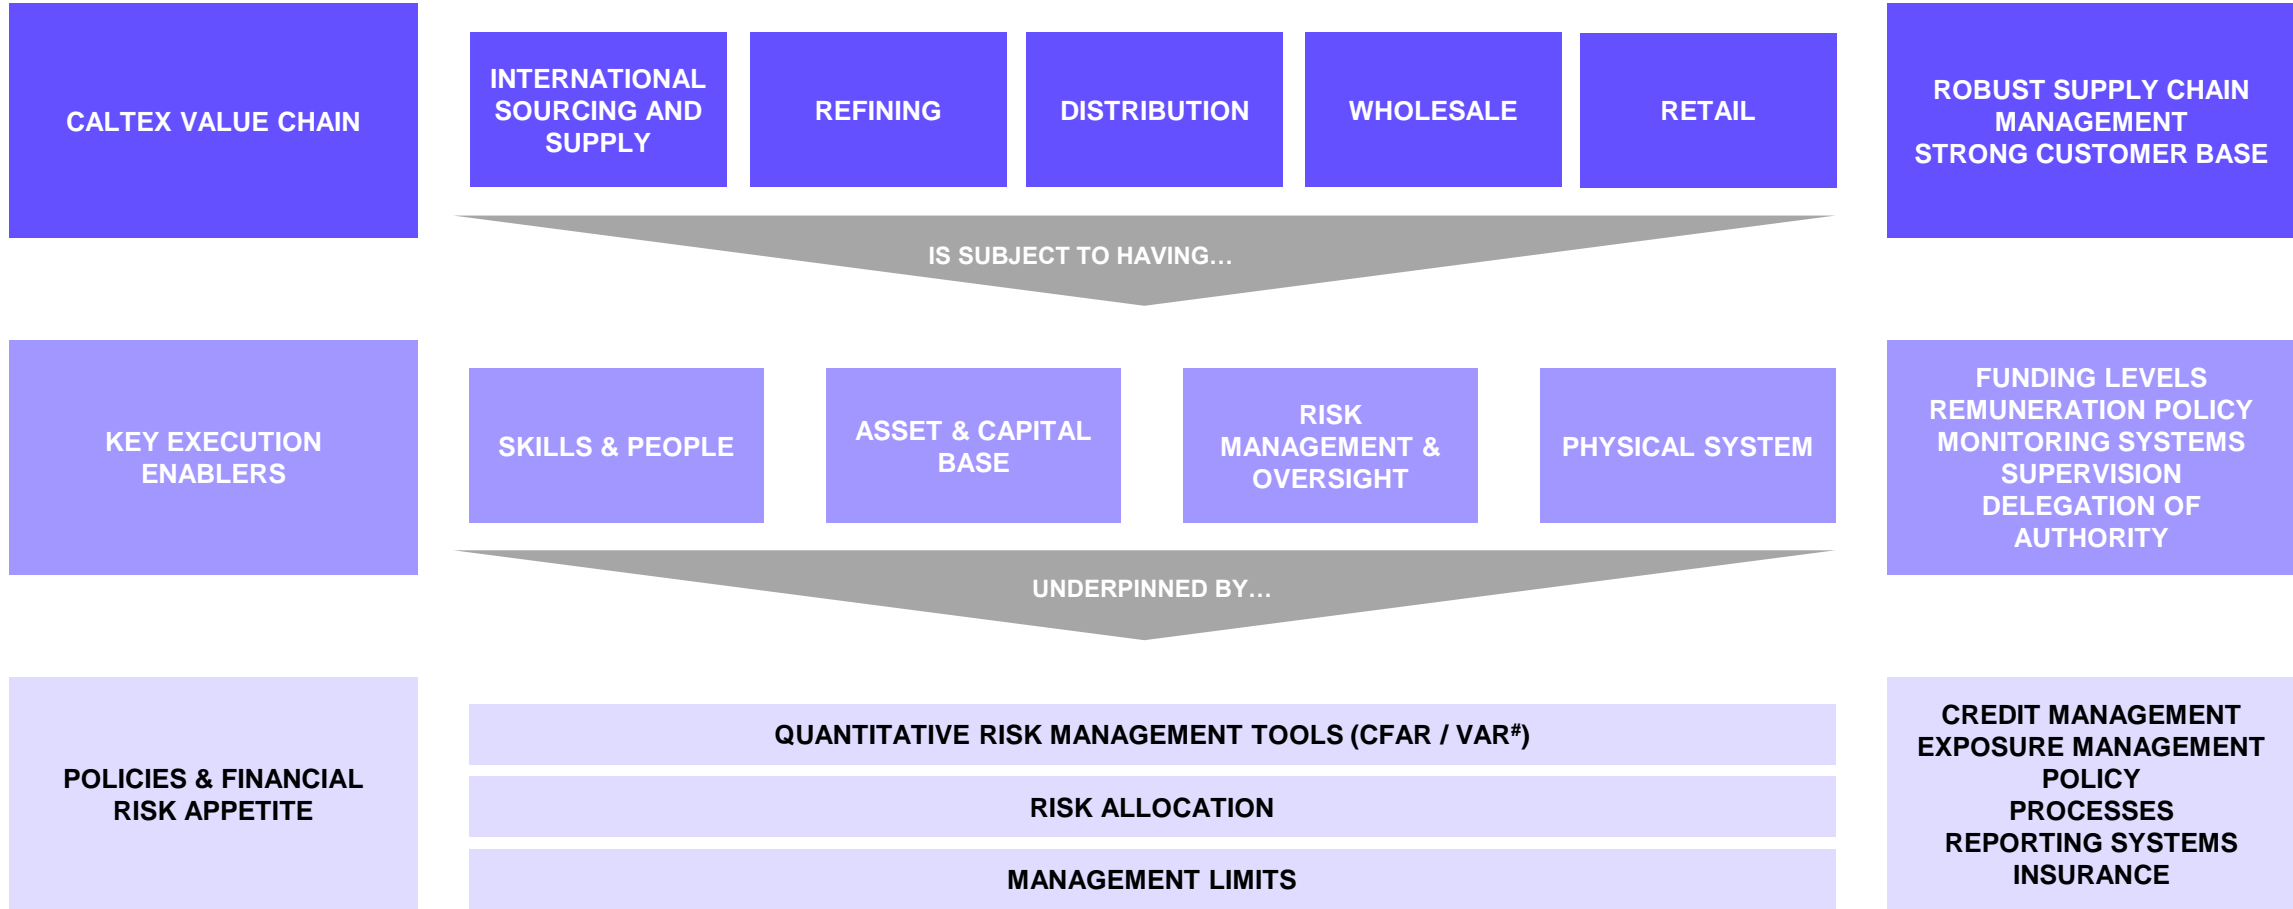 CALTEX VALUE CHAIN
INTERNATIONAL
SOURCING AND
SUPPLY
REFINING
DISTRIBUTION
WHOLESALE
RETAIL
ROBUST SUPPLY CHAIN
MANAGEMENT
STRONG CUSTOMER BASE
IS SUBJECT TO HAVING…
KEY EXECUTION
ENABLERS
SKILLS & PEOPLE
ASSET & CAPITAL
BASE
RISK
MANAGEMENT &
OVERSIGHT
PHYSICAL SYSTEM
FUNDING LEVELS
REMUNERATION POLICY
MONITORING SYSTEMS
SUPERVISION
DELEGATION OF
AUTHORITY
UNDERPINNED BY…
POLICIES & FINANCIAL
RISK APPETITE
QUANTITATIVE RISK MANAGEMENT TOOLS (CFAR / VAR#)
RISK ALLOCATION
MANAGEMENT LIMITS
CREDIT MANAGEMENT
EXPOSURE MANAGEMENT
POLICY
PROCESSES
REPORTING SYSTEMS
INSURANCE